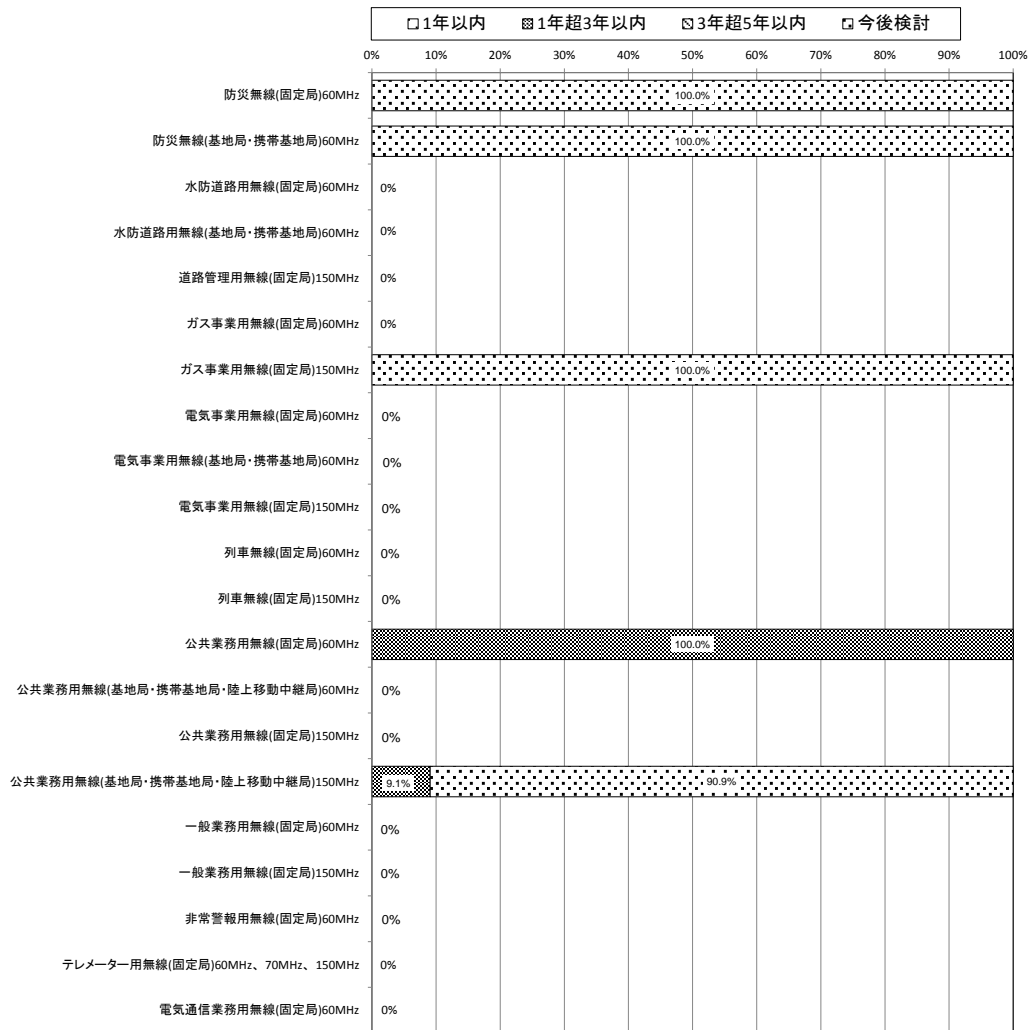 1年以内 1年超3年以内 3年超5年以内 今後検討
0% 10% 20% 30% 40% 50% 60% 70% 80% 90% 100%
防災無線(固定局)60MHz 100.0%
防災無線(基地局・携帯基地局)60MHz 100.0%
水防道路用無線(固定局)60MHz 0%
水防道路用無線(基地局・携帯基地局)60MHz 0%
道路管理用無線(固定局)150MHz 0%
ガス事業用無線(固定局)60MHz 0%
ガス事業用無線(固定局)150MHz 100.0%
電気事業用無線(固定局)60MHz 0%
電気事業用無線(基地局・携帯基地局)60MHz 0%
電気事業用無線(固定局)150MHz 0%
列車無線(固定局)60MHz 0%
列車無線(固定局)150MHz 0%
公共業務用無線(固定局)60MHz 100.0%
公共業務用無線(基地局・携帯基地局・陸上移動中継局)60MHz 0%
公共業務用無線(固定局)150MHz 0%
公共業務用無線(基地局・携帯基地局・陸上移動中継局)150MHz 9.1% 90.9%
一般業務用無線(固定局)60MHz 0%
一般業務用無線(固定局)150MHz 0%
非常警報用無線(固定局)60MHz 0%
テレメーター用無線(固定局)60MHz、70MHz、150MHz 0%
電気通信業務用無線(固定局)60MHz 0%